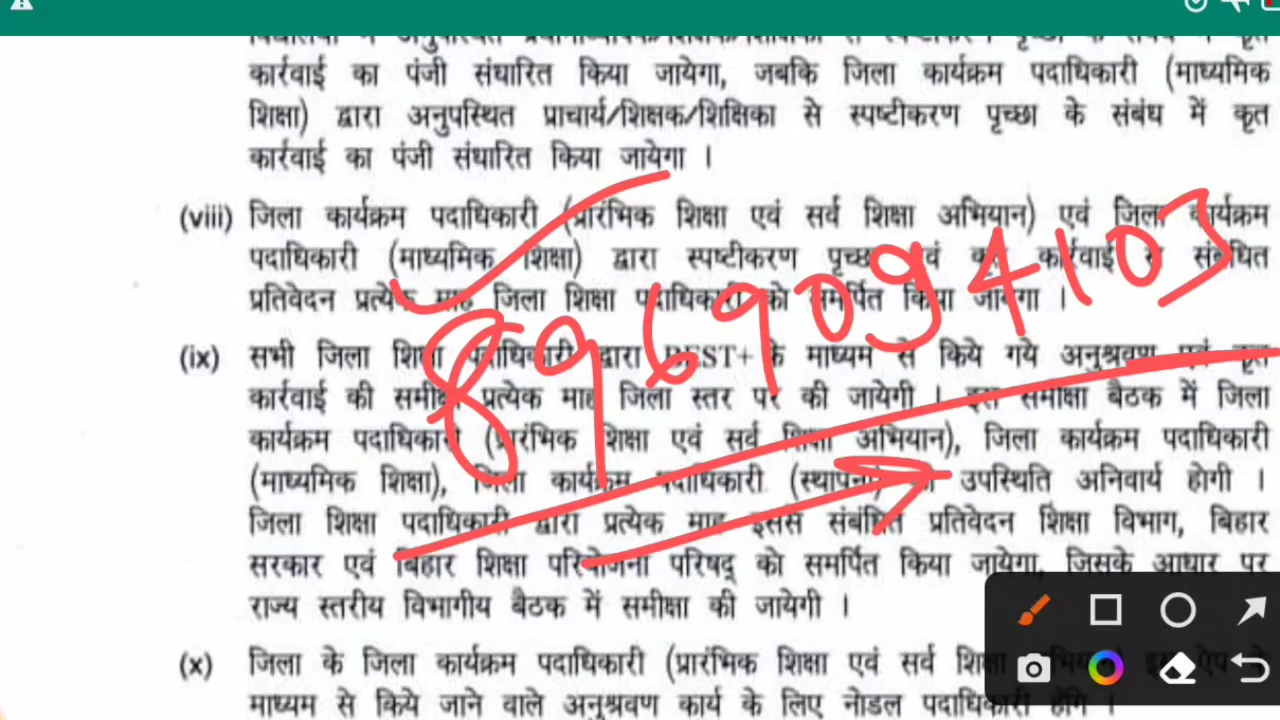 कार्रवाई का पंजी संधारित किया जायेगा, जबकि जिला कार्यक्रम पदाधिकारी (माध्यमिक
शिक्षा) द्वारा अनुपस्थित प्राचार्य/शिक्षक/शिक्षिका से स्पष्टीकरण पृच्छा के संबंध में कृत
कार्रवाई का पंजी संधारित किया जायेगा ।
(viii) जिला कार्यक्रम पदाधिकारी (प्रारंभिक शिक्षा एवं सर्व शिक्षा अभियान) एवं जिला कार्यक्रम
पदाधिकारी (माध्यमिक शिक्षा) द्वारा स्पष्टीकरण पृच्छा एवं कृत कार्रवाई से संबंधित
प्रतिवेदन प्रत्येक माह जिला शिक्षा पदाधिकारी को समर्पित किया जायेगा ।
8969094103
(ix) सभी जिला शिक्षा पदाधिकारी द्वारा BEST+ के माध्यम से किये गये अनुश्रवण एवं कृत
कार्रवाई की समीक्षा प्रत्येक माह जिला स्तर पर की जायेगी । इस समीक्षा बैठक में जिला
कार्यक्रम पदाधिकारी (प्रारंभिक शिक्षा एवं सर्व शिक्षा अभियान), जिला कार्यक्रम पदाधिकारी
(माध्यमिक शिक्षा), जिला कार्यक्रम पदाधिकारी (स्थापना) की उपस्थिति अनिवार्य होगी ।
जिला शिक्षा पदाधिकारी द्वारा प्रत्येक माह इससे संबंधित प्रतिवेदन शिक्षा विभाग, बिहार
सरकार एवं बिहार शिक्षा परियोजना परिषद् को समर्पित किया जायेगा, जिसके आधार पर
राज्य स्तरीय विभागीय बैठक में समीक्षा की जायेगी ।
(x) जिला के जिला कार्यक्रम पदाधिकारी (प्रारंभिक शिक्षा एवं सर्व शिक्षा अभियान) इस ऐप के
माध्यम से किये जाने वाले अनुश्रवण कार्य के लिए नोडल पदाधिकारी होंगे ।